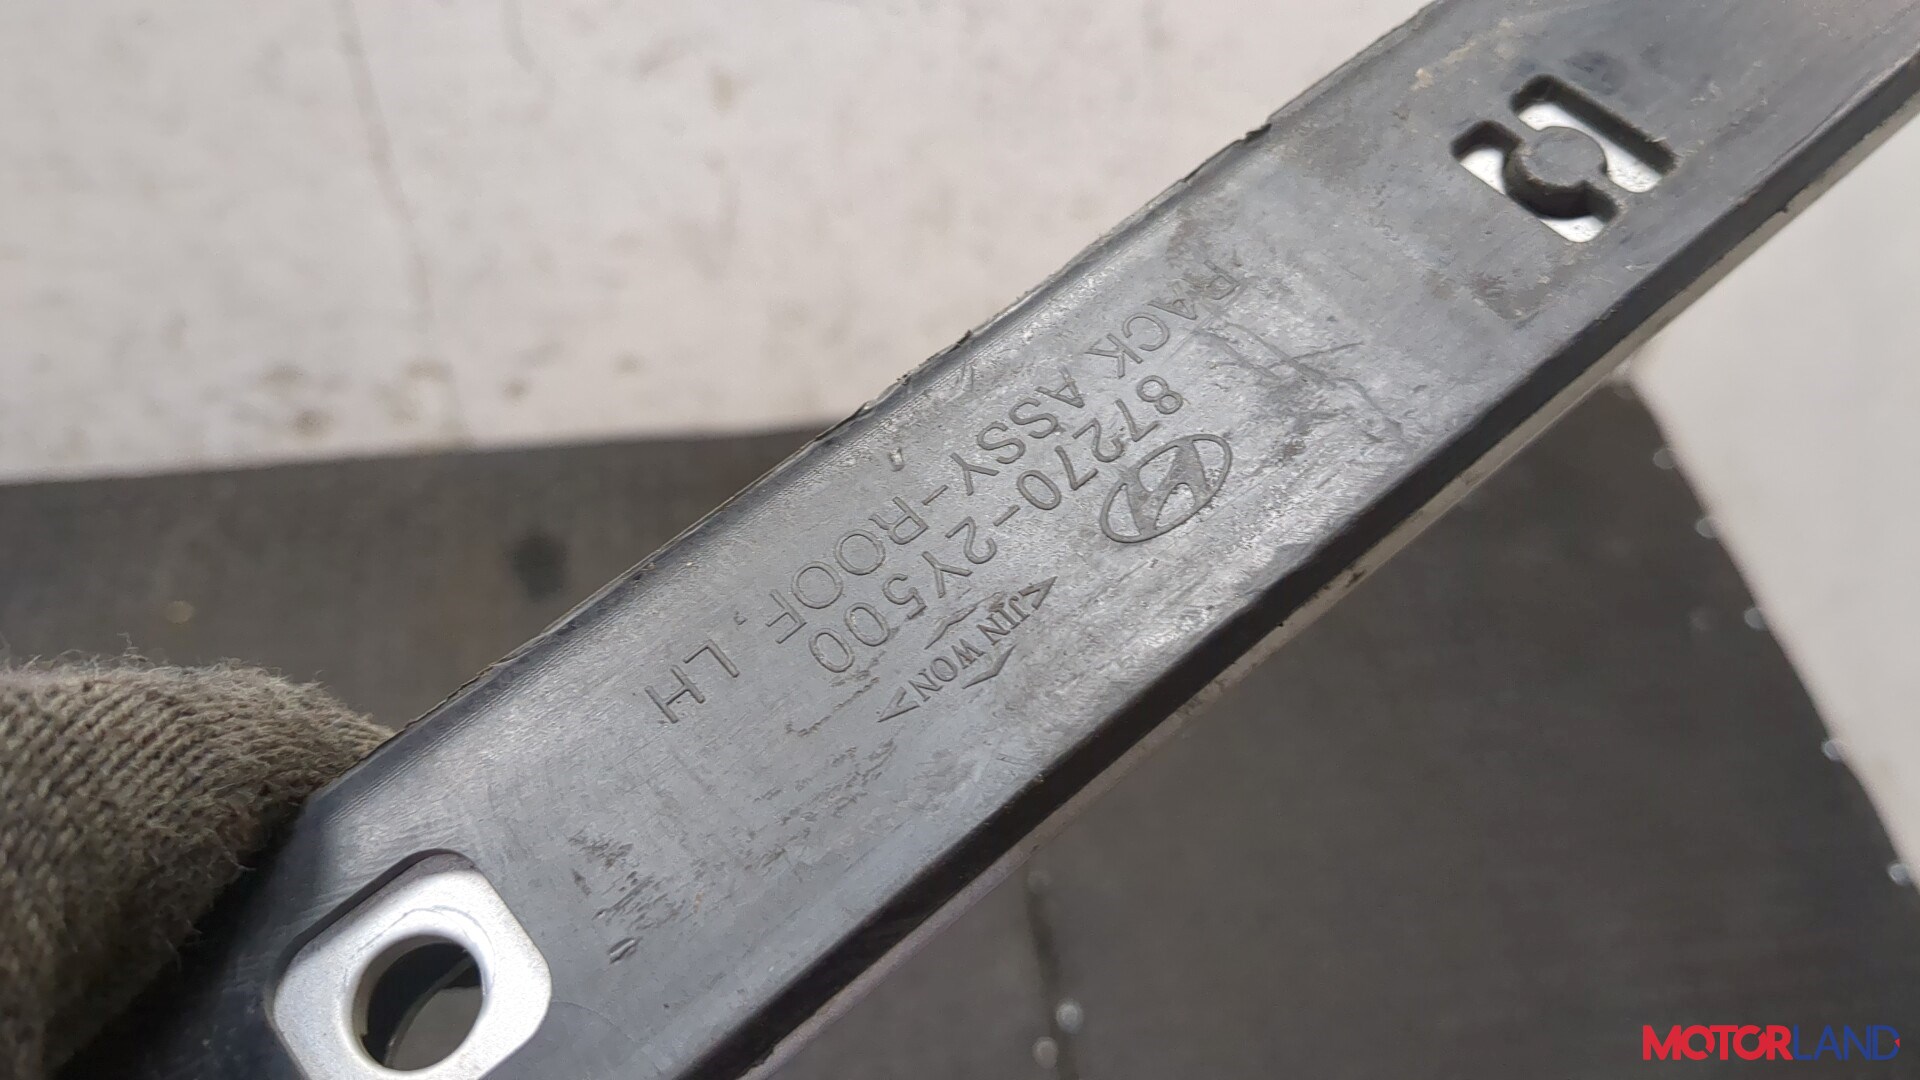 87270-2Y500
RACK ASSY-ROOF, LH
<JIN WON>
MOTORLAND